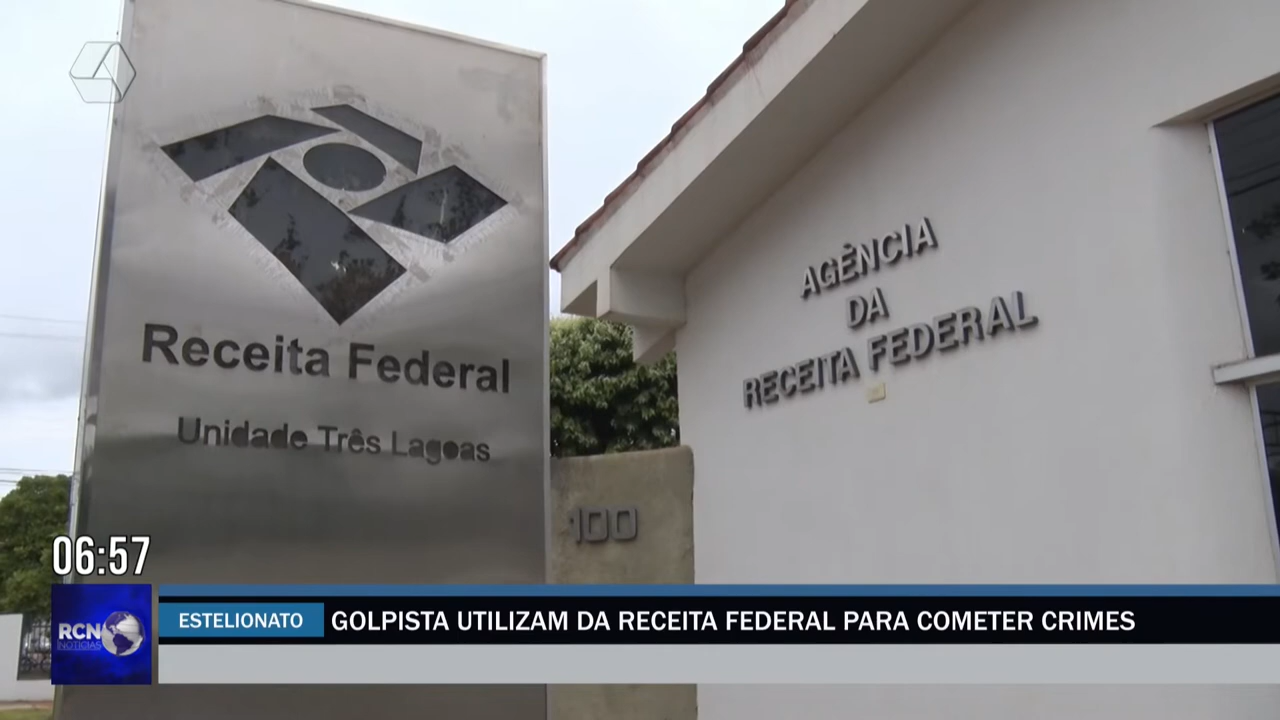 Receita Federal
Unidade Três Lagoas
AGÊNCIA
DA
RECEITA FEDERAL
100
06:57
RCN
NOTÍCIAS
ESTELIONATO
GOLPISTA UTILIZAM DA RECEITA FEDERAL PARA COMETER CRIMES